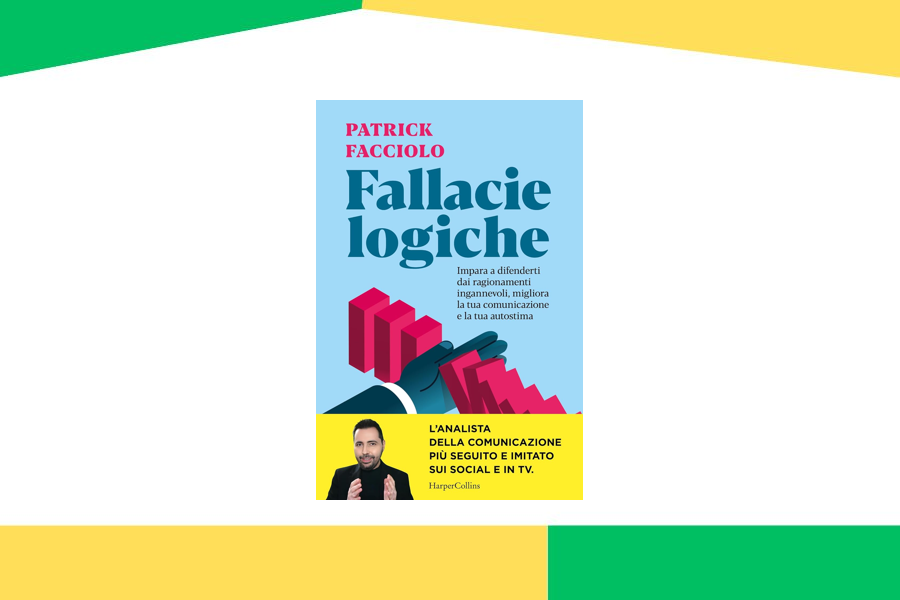 PATRICK
FACCIOLO
Fallacie
logiche
Impara a difenderti
dai ragionamenti
ingannevoli, migliora
la tua comunicazione
e la tua autostima
L'ANALISTA
DELLA COMUNICAZIONE
PIÙ SEGUITO E IMITATO
SUI SOCIAL E IN TV.
HarperCollins